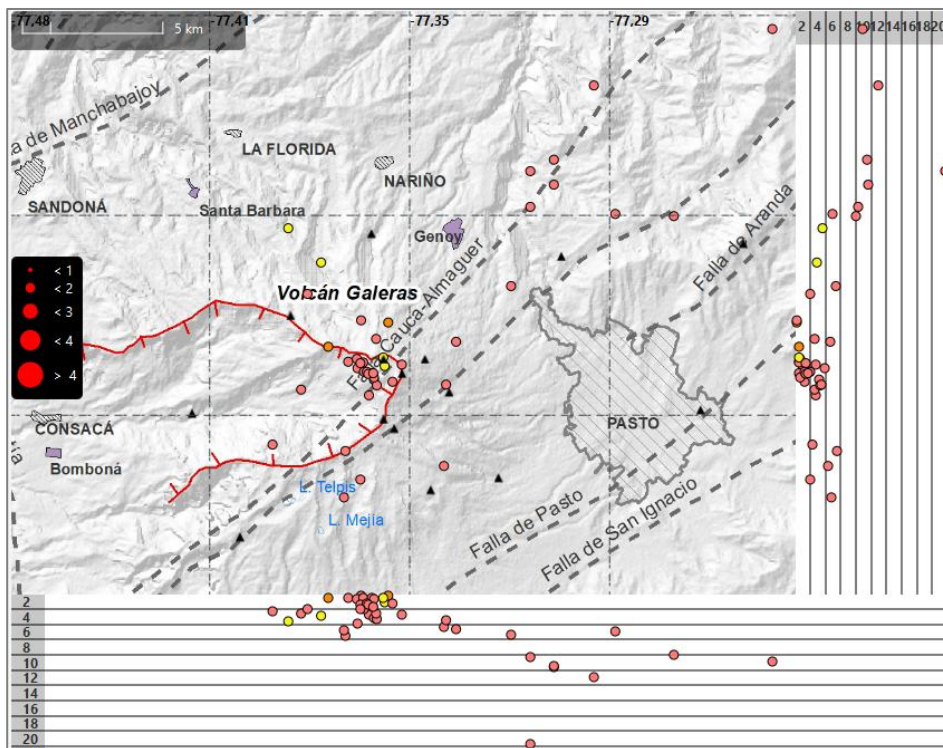 -77,48
-77,41
-77,35
-77,29
5 km
2 4 6 8 10 12 14 16 18 20
a de Manchabajoy
LA FLORIDA
NARIÑO
SANDONÁ
Santa Barbara
Genoy
Falla de Aranda
< 1
< 2
< 3
< 4
> 4
Volcán Galeras
Falla Cauca-Almaguer
CONSACÁ
Bomboná
PASTO
L. Telpis
L. Mejia
Falla de Pasto
Falla de San Ignacio
2
4
6
8
10
12
14
16
18
20